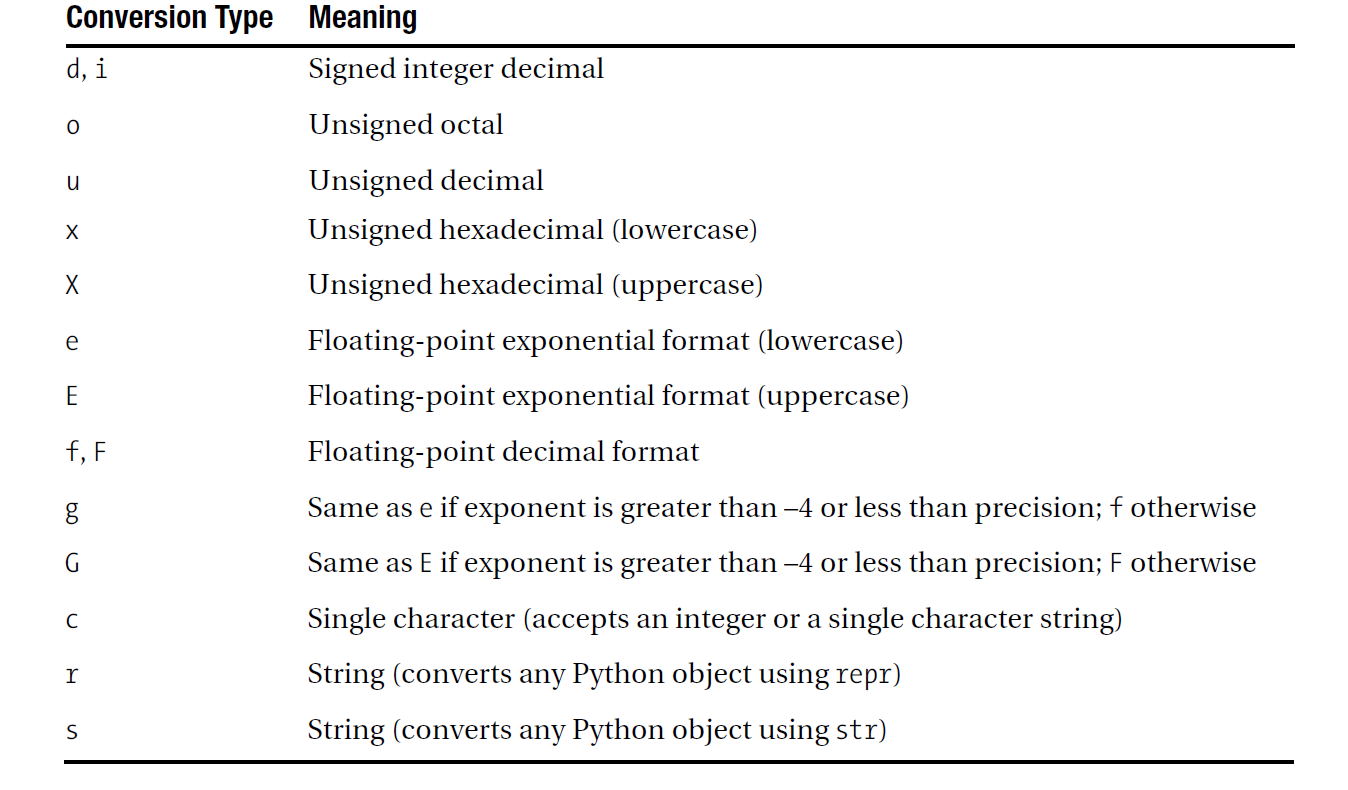 Conversion Type Meaning
d, i Signed integer decimal
o Unsigned octal
u Unsigned decimal
x Unsigned hexadecimal (lowercase)
X Unsigned hexadecimal (uppercase)
e Floating-point exponential format (lowercase)
E Floating-point exponential format (uppercase)
f, F Floating-point decimal format
g Same as e if exponent is greater than –4 or less than precision; f otherwise
G Same as E if exponent is greater than –4 or less than precision; F otherwise
c Single character (accepts an integer or a single character string)
r String (converts any Python object using repr)
s String (converts any Python object using str)